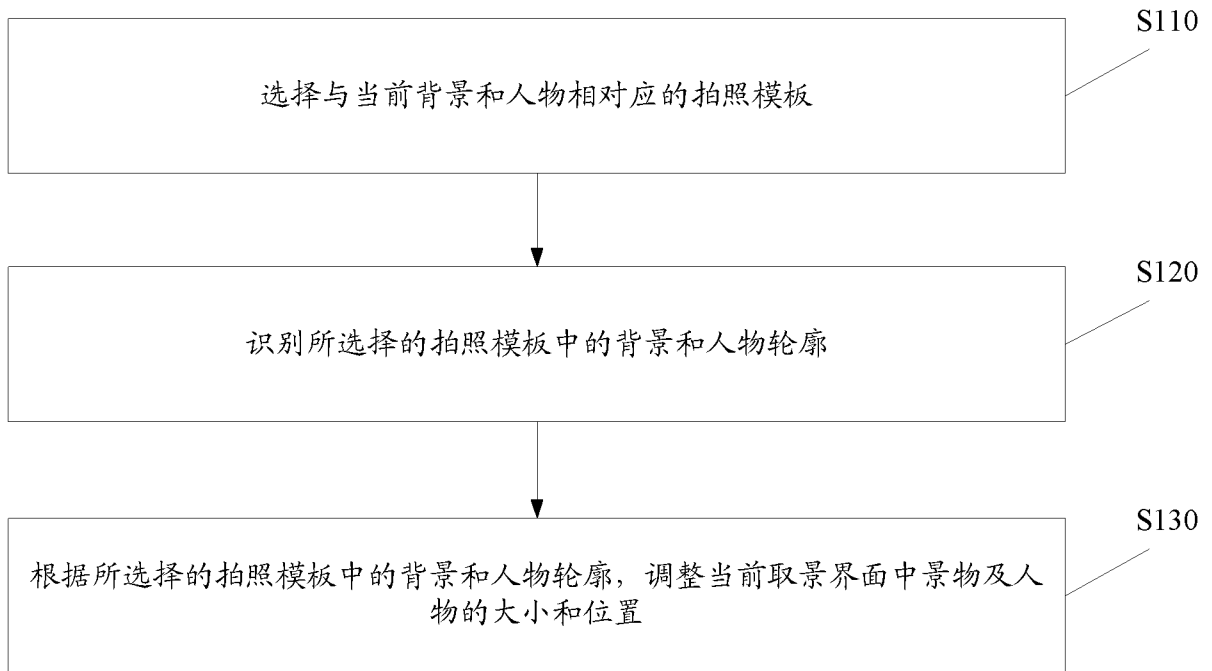 S110
选择与当前背景和人物相对应的拍照模板
S120
识别所选择的拍照模板中的背景和人物轮廓
S130
根据所选择的拍照模板中的背景和人物轮廓，调整当前取景界面中景物及人
物的大小和位置